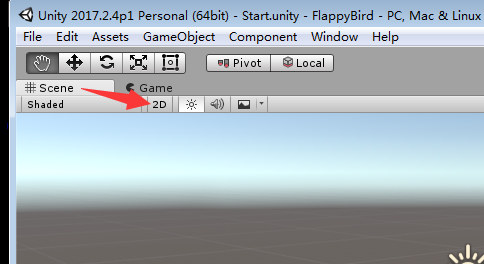 Unity 2017.2.4p1 Personal (64bit) - Start.unity - FlappyBird - PC, Mac & Linux
File Edit Assets GameObject Component Window Help
Pivot Local
Scene Game
Shaded 2D